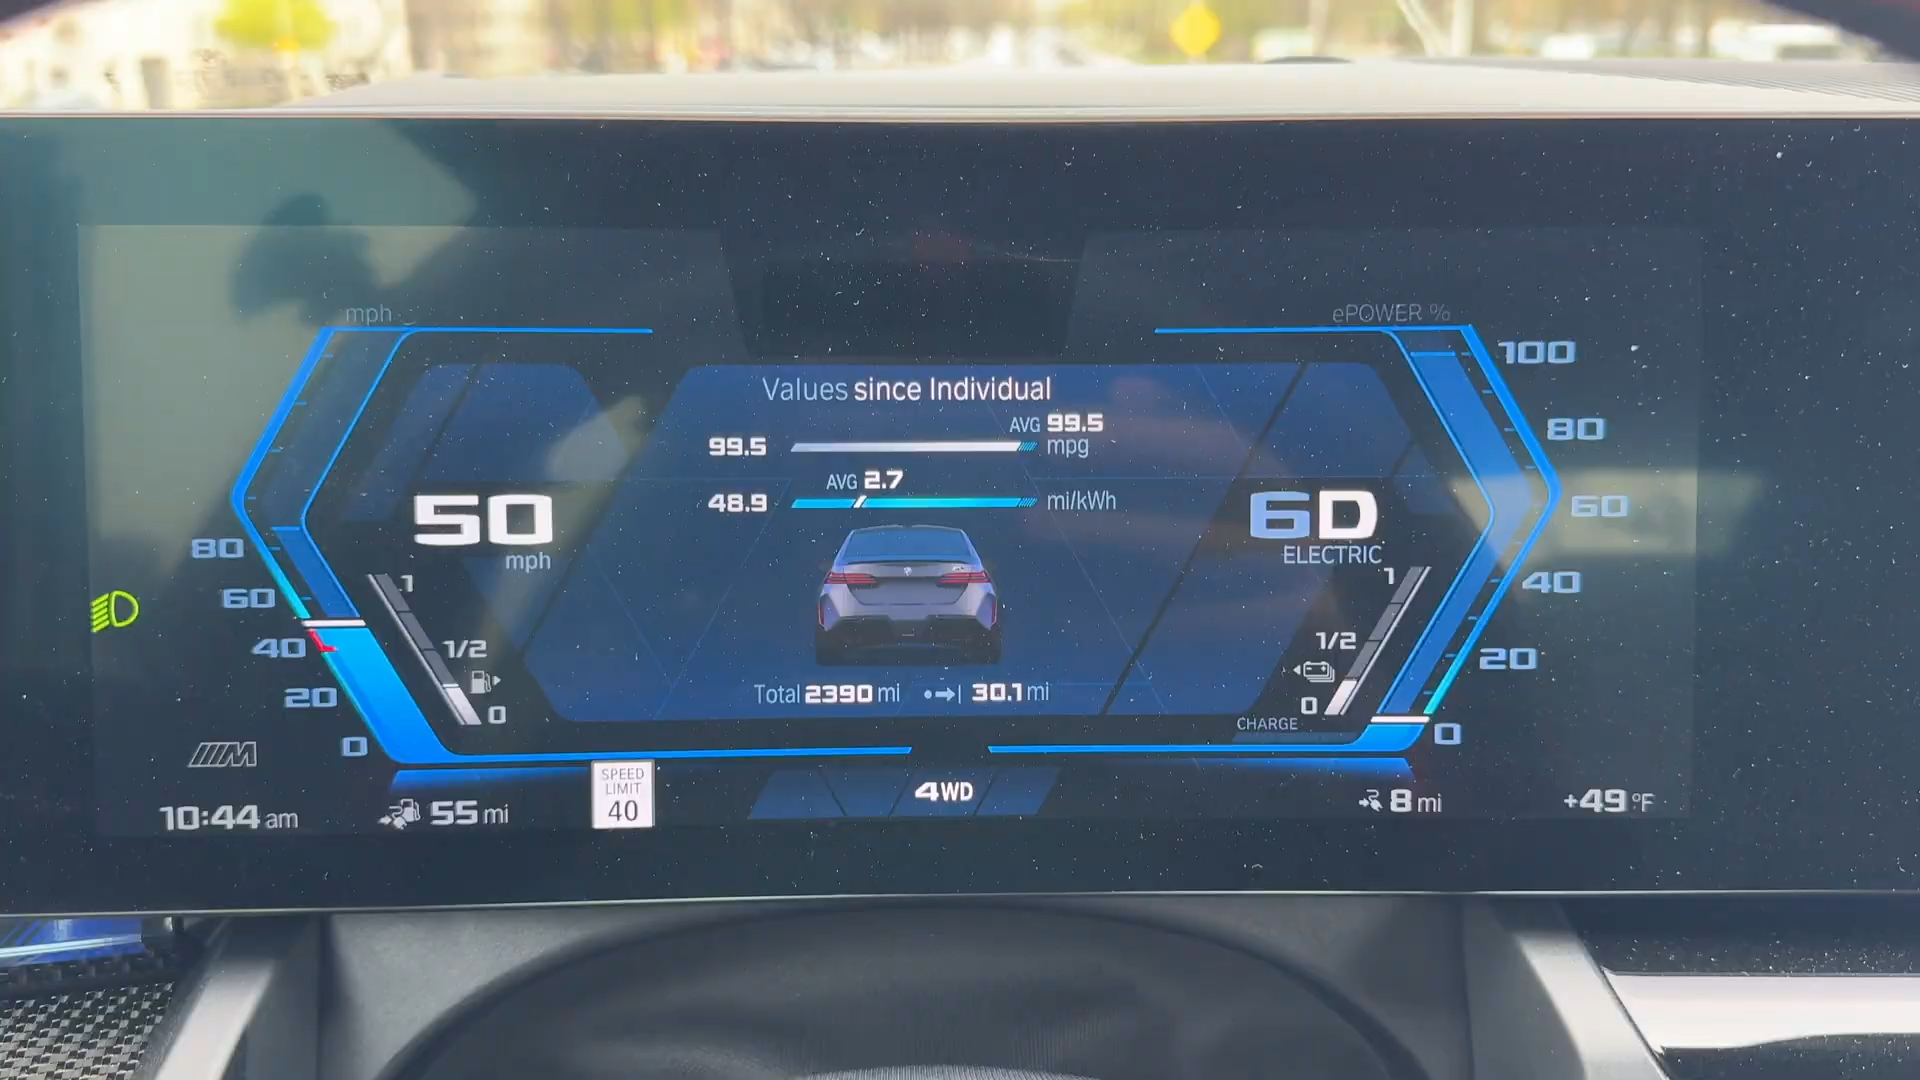 mph
ePOWER %
100
80
60
40
20
0
Values since Individual
AVG 99.5
99.5 mpg
AVG 2.7
48.9 mi/kWh
50
mph
6D
ELECTRIC
80
60
40
20
0
1
1/2
0
1
1/2
0
CHARGE
Total 2390 mi 30.1 mi
M
10:44 am
55 mi
SPEED
LIMIT
40
4WD
8 mi
+49 °F